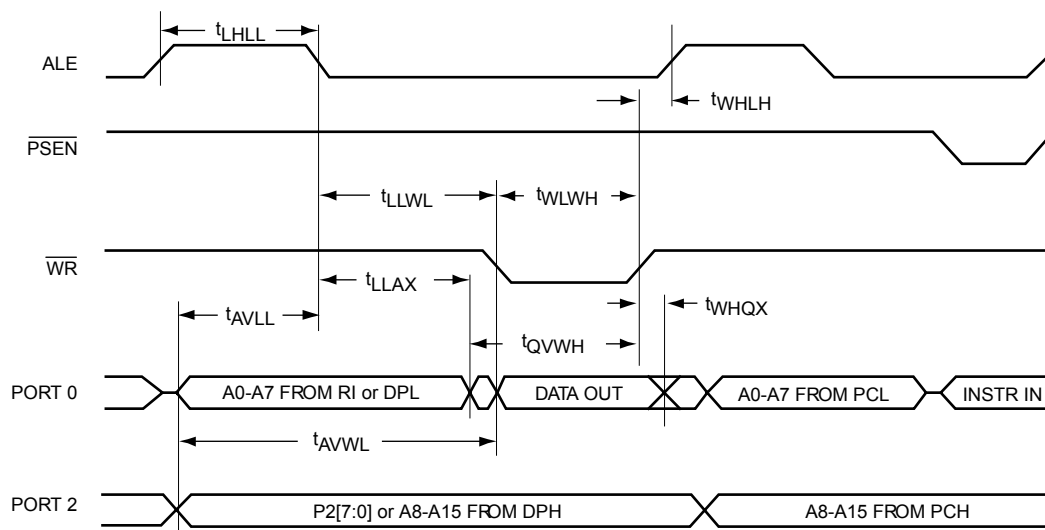 tLHLL
ALE
tWHLH
PSEN
tLLWL
tWLWH
WR
tLLAX
tWHQX
tAVLL
tQVWH
PORT 0
A0-A7 FROM RI or DPL
DATA OUT
A0-A7 FROM PCL
INSTR IN
tAVWL
PORT 2
P2[7:0] or A8-A15 FROM DPH
A8-A15 FROM PCH